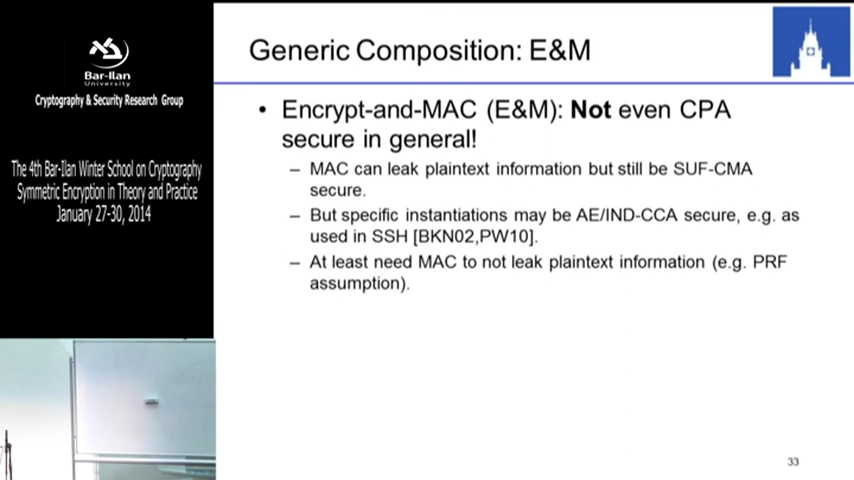 Bar-Ilan
University
Cryptography & Security Research Group
The 4th Bar-Ilan Winter School on Cryptography
Symmetric Encryption in Theory and Practice
January 27-30, 2014
Generic Composition: E&M
• Encrypt-and-MAC (E&M): Not even CPA
secure in general!
– MAC can leak plaintext information but still be SUF-CMA
secure.
– But specific instantiations may be AE/IND-CCA secure, e.g. as
used in SSH [BKN02,PW10].
– At least need MAC to not leak plaintext information (e.g. PRF
assumption).
33